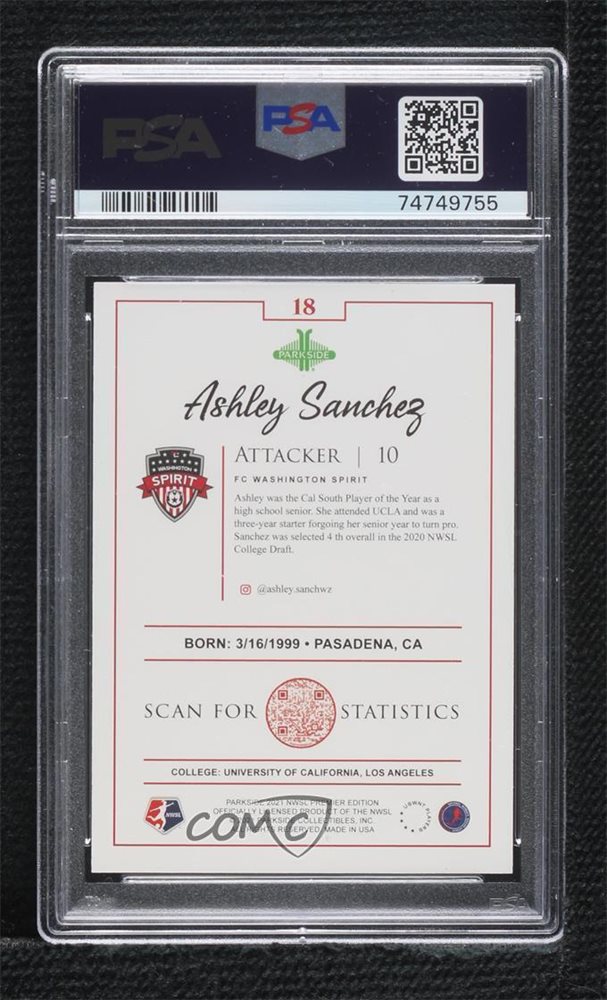 PSA
PSA
74749755
18
PARKSIDE
Ashley Sanchez
ATTACKER | 10
FC WASHINGTON SPIRIT
WASHINGTON
SPIRIT
Ashley was the Cal South Player of the Year as a
high school senior. She attended UCLA and was a
three-year starter forgoing her senior year to turn pro.
Sanchez was selected 4 th overall in the 2020 NWSL
College Draft.
@ashley.sanchwz
BORN: 3/16/1999 • PASADENA, CA
SCAN FOR STATISTICS
COLLEGE: UNIVERSITY OF CALIFORNIA, LOS ANGELES
NWSL
PARKSIDE 2021 NWSL PREMIER EDITION
OFFICIALLY LICENSED PRODUCT OF THE NWSL
PARKSIDE COLLECTIBLES, INC.
ALL RIGHTS RESERVED, MADE IN USA
USWNT PLAYERS
COMC
PSA